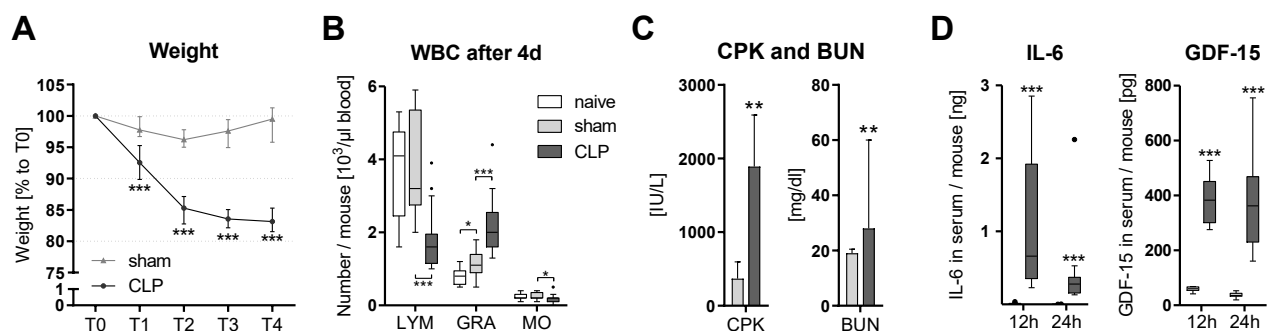 A
Weight
Weight [% to T0]
105
100
95
90
85
80
75
1
0
***
***
***
***
sham
CLP
T0 T1 T2 T3 T4
B
WBC after 4d
Number / mouse [10³/µl blood]
6
4
2
0
naive
sham
CLP
***
*
***
*
LYM GRA MO
C
CPK and BUN
[IU/L]
3000
2000
1000
0
**
CPK
[mg/dl]
80
60
40
20
0
**
BUN
D
IL-6
IL-6 in serum / mouse [ng]
3
2
1
***
***
12h 24h
GDF-15
GDF-15 in serum / mouse [pg]
800
600
400
200
0
***
***
12h 24h